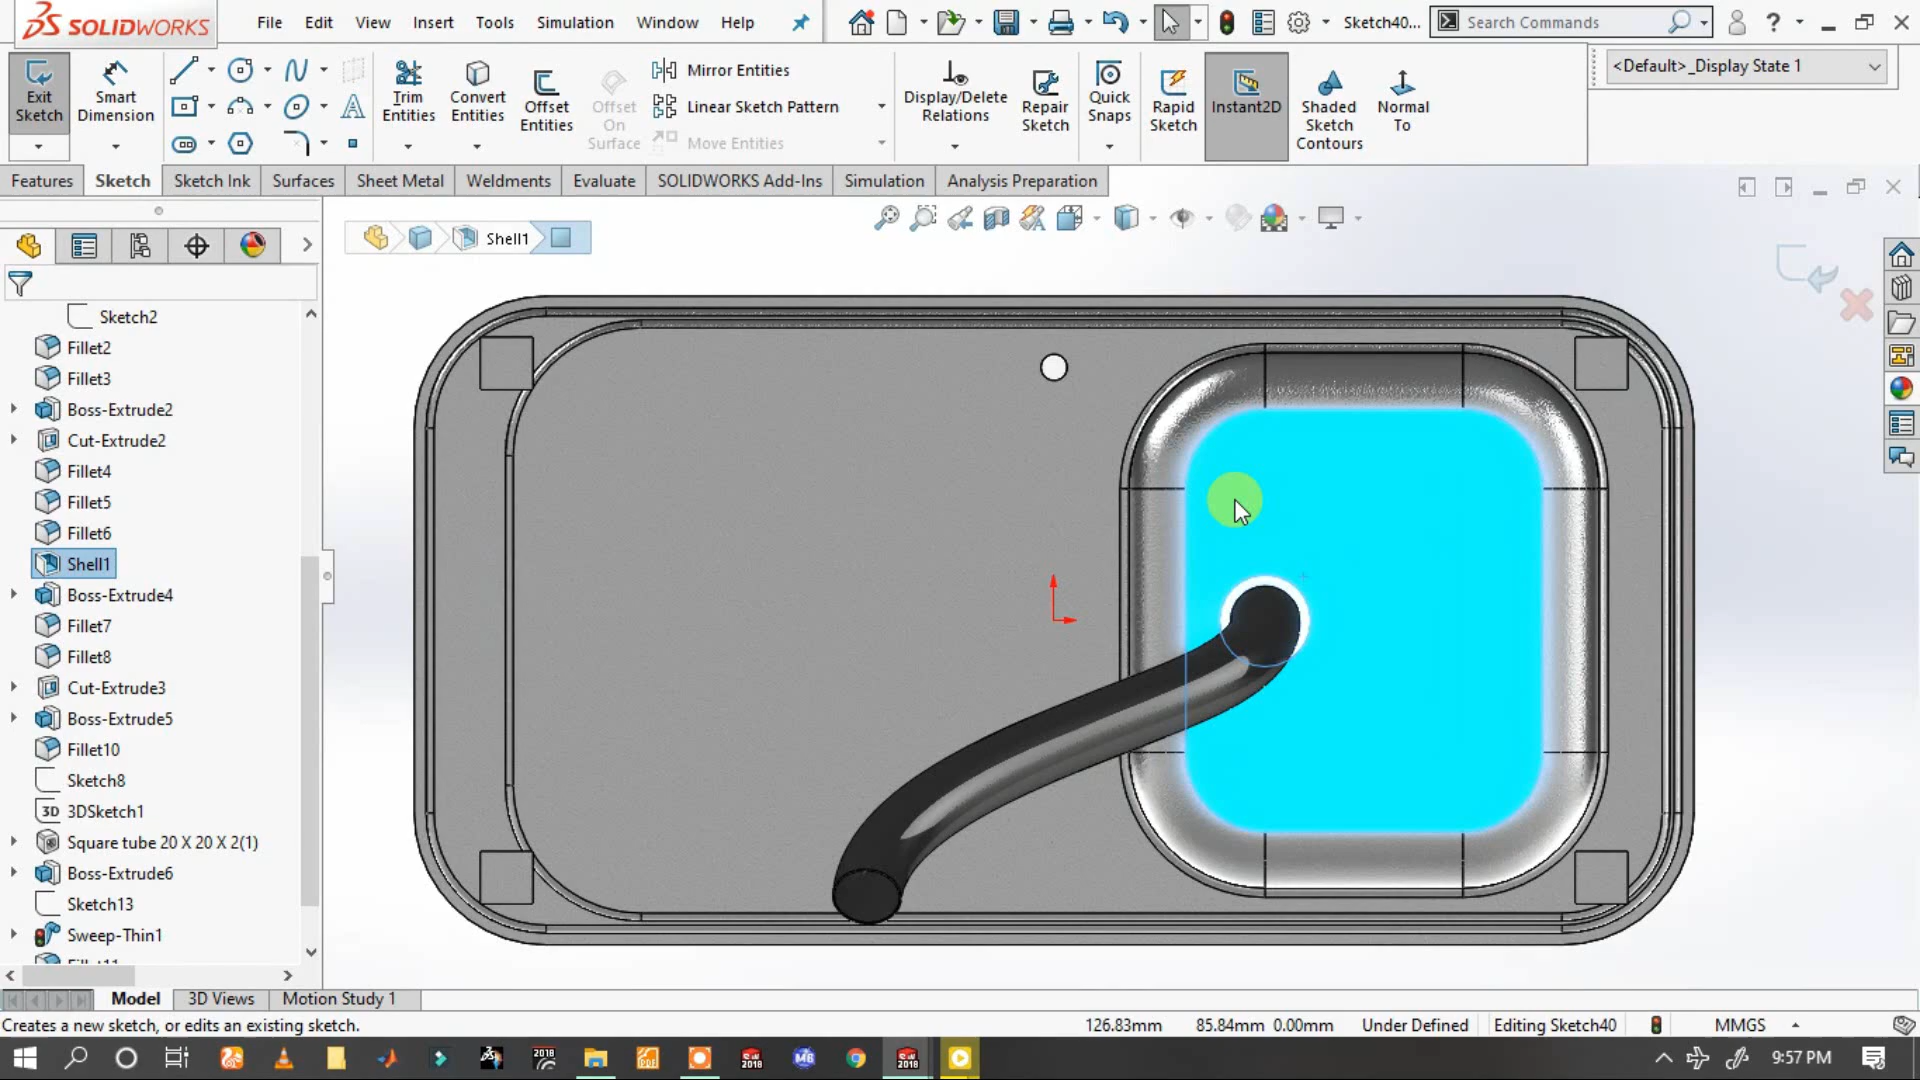 SOLIDWORKS
File Edit View Insert Tools Simulation Window Help
Sketch40...
Search Commands
?
Exit Sketch
Smart Dimension
Trim Entities
Convert Entities
Offset Entities
Offset On Surface
Mirror Entities
Linear Sketch Pattern
Move Entities
Display/Delete Relations
Repair Sketch
Quick Snaps
Rapid Sketch
Instant2D
Shaded Sketch Contours
Normal To
<Default>_Display State 1
Features Sketch Sketch Ink Surfaces Sheet Metal Weldments Evaluate SOLIDWORKS Add-Ins Simulation Analysis Preparation
Shell1
Sketch2
Fillet2
Fillet3
Boss-Extrude2
Cut-Extrude2
Fillet4
Fillet5
Fillet6
Shell1
Boss-Extrude4
Fillet7
Fillet8
Cut-Extrude3
Boss-Extrude5
Fillet10
Sketch8
3D 3DSketch1
Square tube 20 X 20 X 2(1)
Boss-Extrude6
Sketch13
Sweep-Thin1
Model 3D Views Motion Study 1
Creates a new sketch, or edits an existing sketch.
126.83mm 85.84mm 0.00mm Under Defined Editing Sketch40 MMGS
9:57 PM